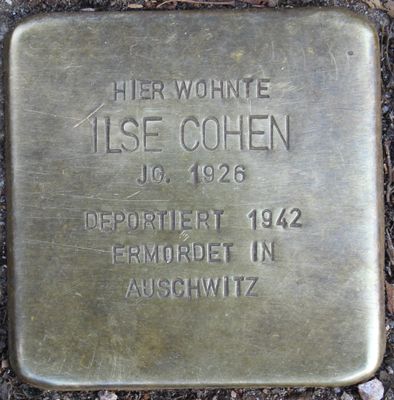 HIER WOHNTE
ILSE COHEN
JG. 1926
DEPORTIERT 1942
ERMORDET IN
AUSCHWITZ